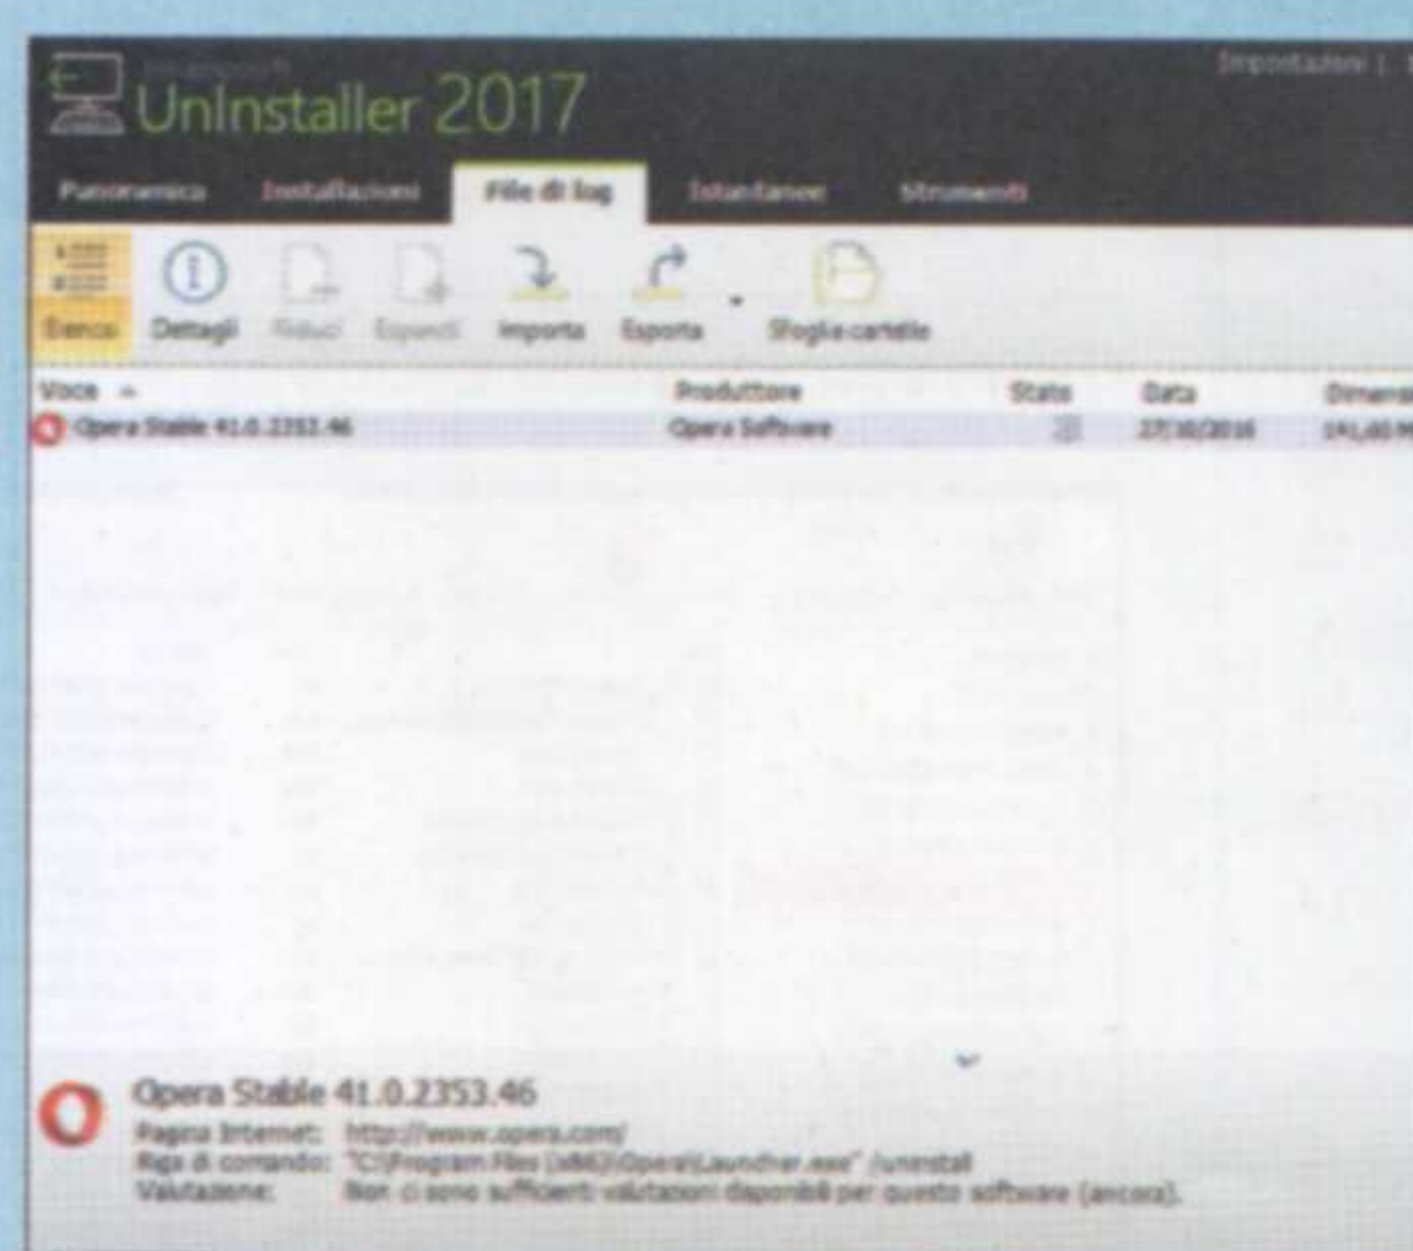 Impostazioni |
UnInstaller 2017
Panoramica Installazioni File di log Istantanee Strumenti
Elenco Dettagli Riduci Espandi Importa Esporta Sfoglia cartelle
Voce Produttore Stato Data Dimensi
Opera Stable 41.0.2353.46 Opera Software 27/10/2016
Opera Stable 41.0.2353.46
Pagina Internet: http://www.opera.com/
Riga di comando: "C:\Program Files (x86)\Opera\Launcher.exe" /uninstall
Valutazione: Non ci sono sufficienti valutazioni disponibili per questo software (ancora).